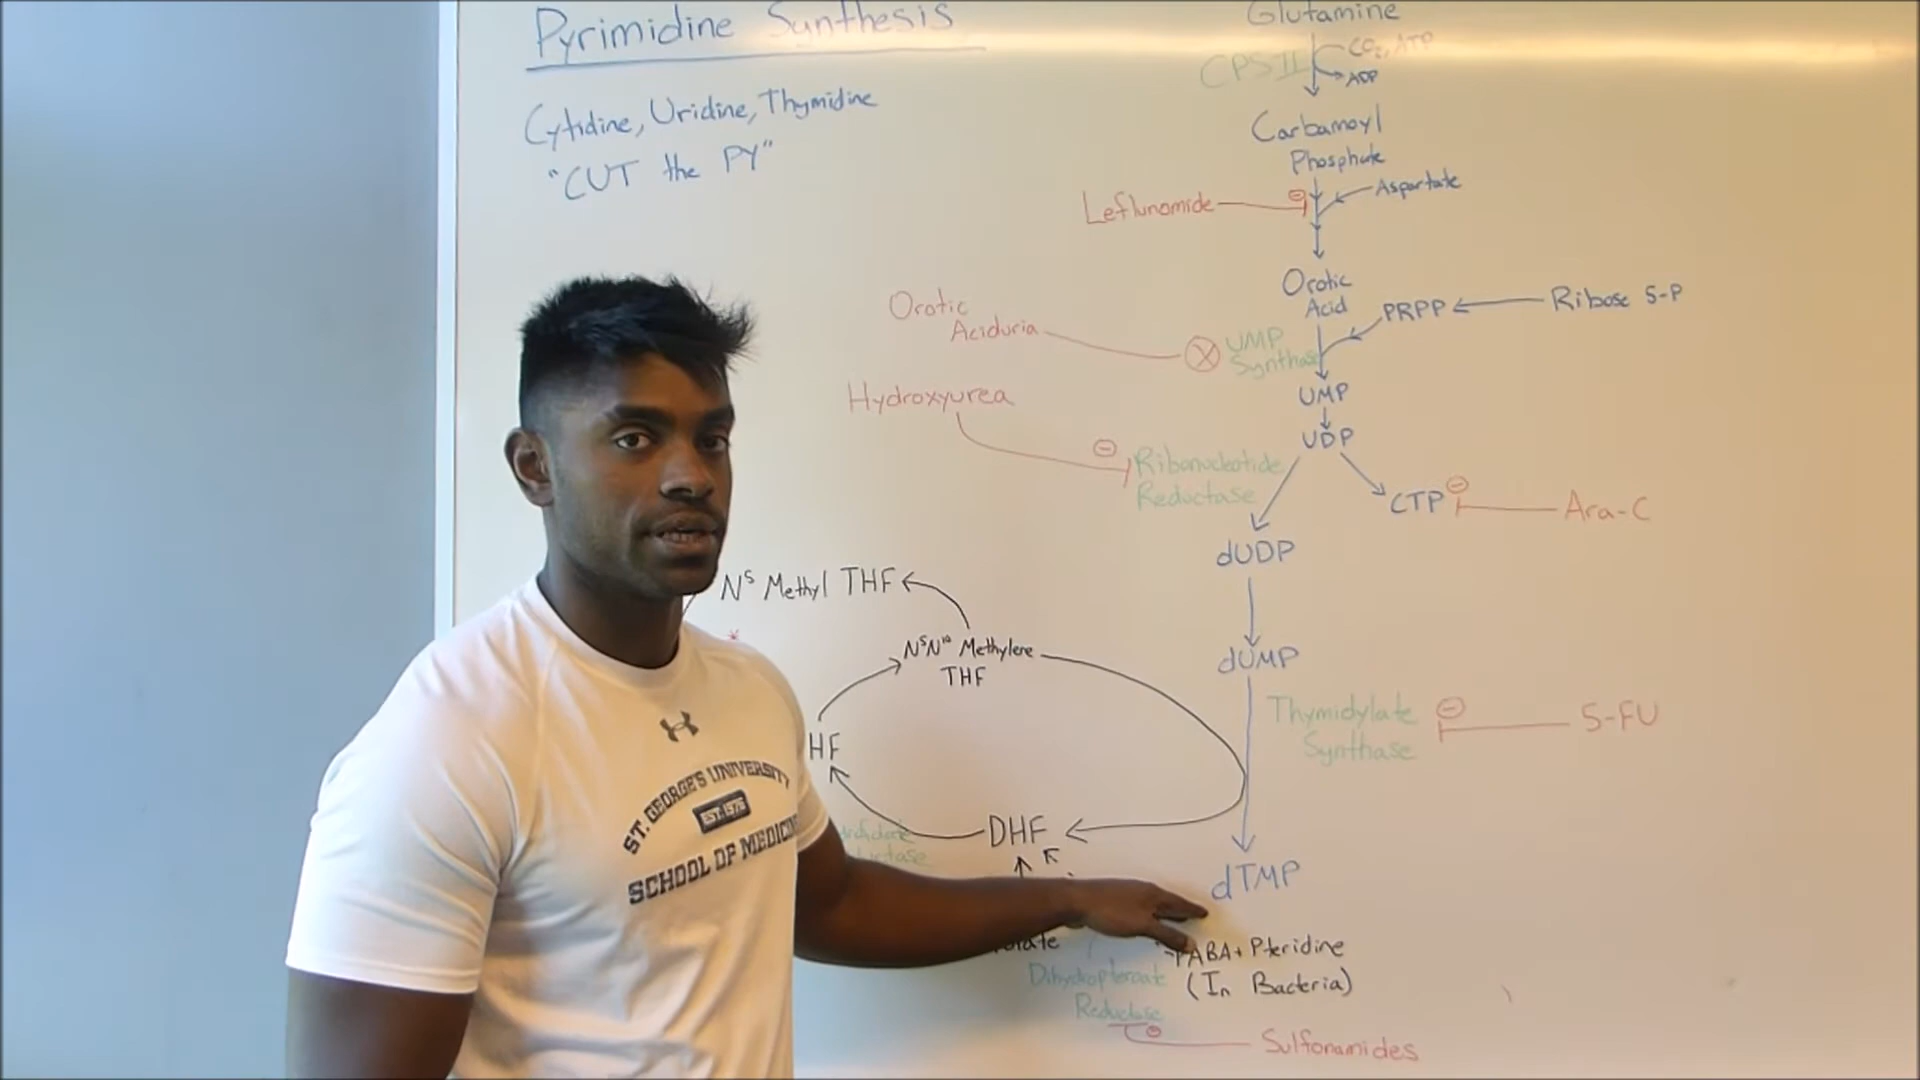 Pyrimidine Synthesis
Cytidine, Uridine, Thymidine
"CUT the PY"
Glutamine
CPS II
CO2, ATP
ADP
Carbamoyl
Phosphate
Leflunomide
Aspartate
Orotic
Acid
PRPP
Ribose 5-P
Orotic
Aciduria
UMP
Synthase
UMP
Hydroxyurea
UDP
Ribonucleotide
Reductase
CTP
Ara-C
dUDP
N5 Methyl THF
N5N10 Methylene
THF
dUMP
Thymidylate
Synthase
5-FU
HF
DHF
dTMP
PABA+ Pteridine
(In Bacteria)
Dihydropteroate
Reductase
Sulfonamides
ST. GEORGE'S UNIVERSITY
EST. 1976
SCHOOL OF MEDICIN